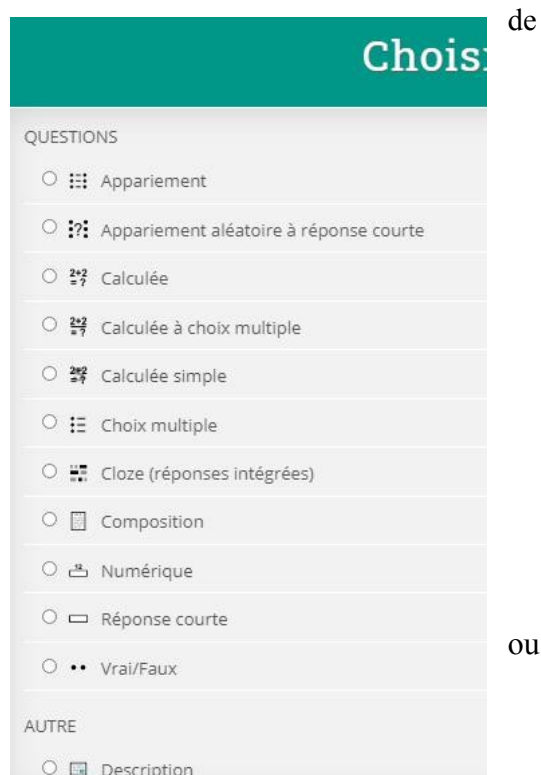 de
Chois
QUESTIONS
Appariement
Appariement aléatoire à réponse courte
Calculée
Calculée à choix multiple
Calculée simple
Choix multiple
Cloze (réponses intégrées)
Composition
Numérique
Réponse courte
ou
Vrai/Faux
AUTRE
Description